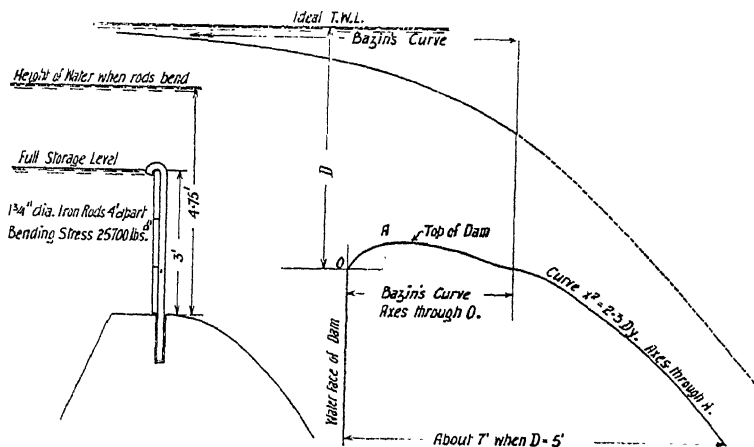 Ideal T.W.L.
Bazin's Curve
Height of Water when rods bend
Full Storage Level
D
4.75'
1 3/4" dia. Iron Rods 4' apart
Bending Stress 25700 lbs.□"
3'
A
Top of Dam
O
Bazin's Curve
Axes through O.
Curve x² = 2.3 Dy. Axes through A.
Water Face of Dam
About 7' when D = 5'